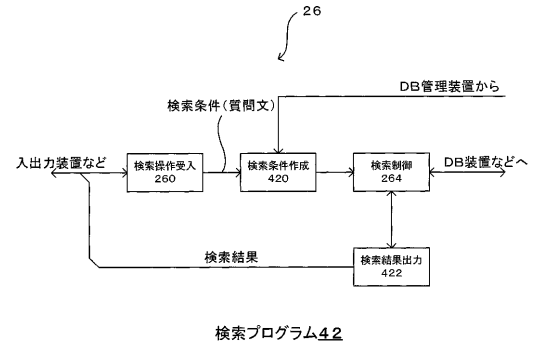 26
DB管理装置から
検索条件(質問文)
入出力装置など
検索操作受入
260
検索条件作成
420
検索制御
264
DB装置などへ
検索結果
検索結果出力
422
検索プログラム42